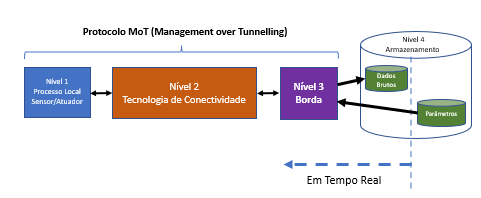 Protocolo MoT (Management over Tunnelling)
Nível 1
Processo Local
Sensor/Atuador
Nível 2
Tecnologia de Conectividade
Nível 3
Borda
Nível 4
Armazenamento
Dados
Brutos
Parâmetros
Em Tempo Real